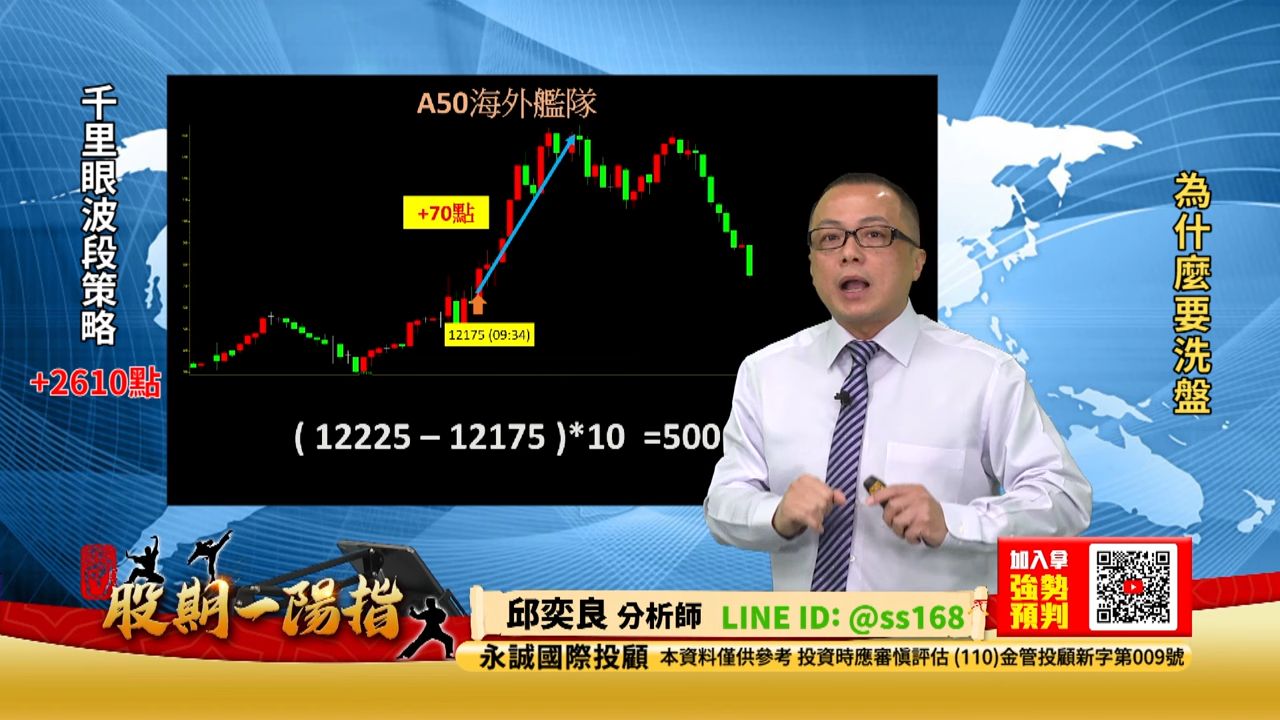 千里眼波段策略
+2610點
A50海外艦隊
+70點
12175 (09:34)
( 12225 – 12175 )*10 =500
為什麼要洗盤
股期一陽指
加入拿
強勢
預判
邱奕良 分析師 LINE ID: @ss168
永誠國際投顧 本資料僅供參考 投資時應審慎評估 (110)金管投顧新字第009號